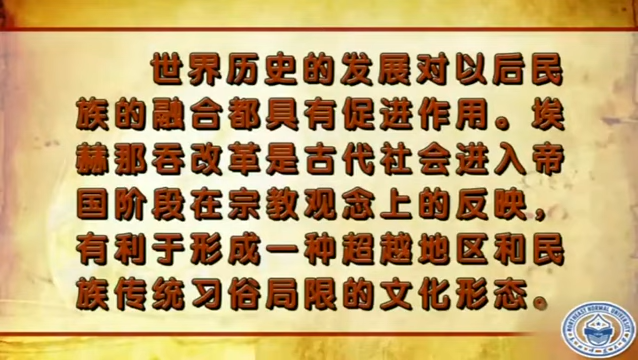 世界历史的发展对以后民
族的融合都具有促进作用。埃
赫那吞改革是古代社会进入帝
国阶段在宗教观念上的反映，
有利于形成一种超越地区和民
族传统习俗局限的文化形态。
NORTHEAST NORMAL UNIVERSITY